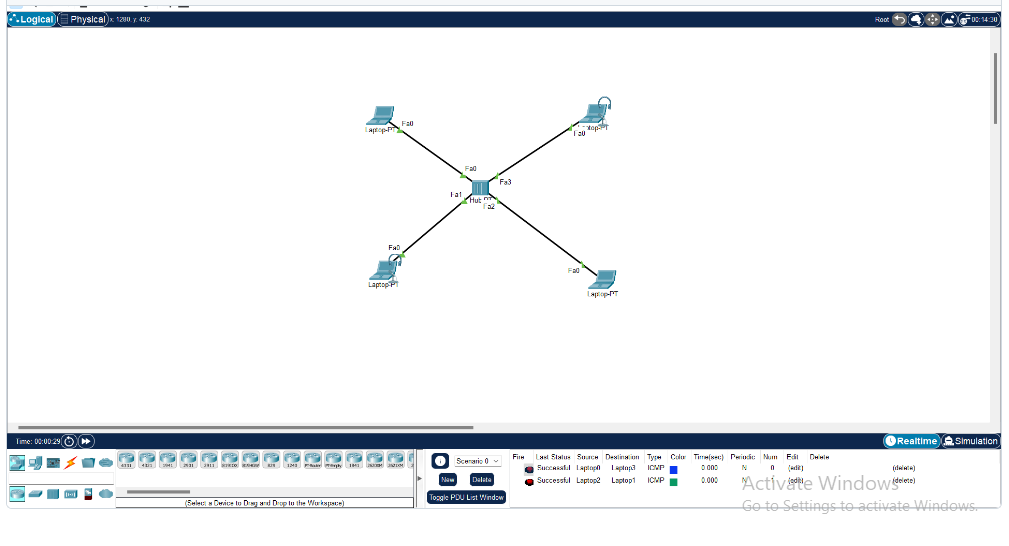 Logical Physical x: 1280 y: 432 Root 00:14:30
Laptop-PT Fa0
Fa0
Fa0
Fa3
Fa1
Fa0
Laptop-PT
Fa0
Laptop-PT
Time: 00:00:29 Realtime Simulation
4331 4321 1941 2901 2911 819IOX 819HGW 829 1240 PT-Router PT-Empty 1841 2620XM 2621XM
(Select a Device to Drag and Drop to the Workspace)
Scenario 0
New Delete
Toggle PDU List Window
Fire Last Status Source Destination Type Color Time(sec) Periodic Num Edit Delete
Successful Laptop0 Laptop3 ICMP 0.000 N 0 (edit) (delete)
Successful Laptop2 Laptop1 ICMP 0.000 N 1 (edit) (delete)
Activate Windows
Go to Settings to activate Windows.